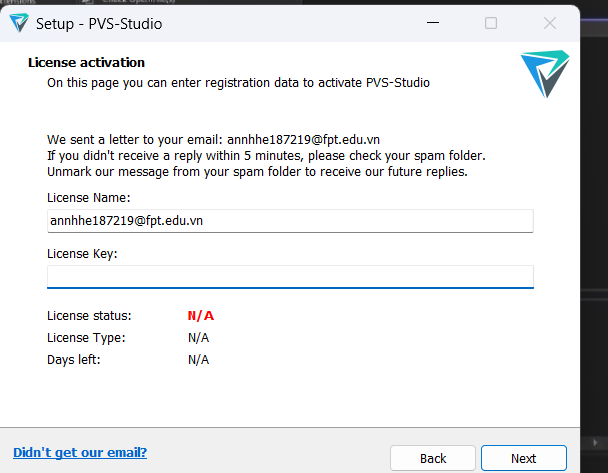 Setup - PVS-Studio
License activation
On this page you can enter registration data to activate PVS-Studio
We sent a letter to your email: annhhe187219@fpt.edu.vn
If you didn't receive a reply within 5 minutes, please check your spam folder.
Unmark our message from your spam folder to receive our future replies.
License Name:
annhhe187219@fpt.edu.vn
License Key:
License status: N/A
License Type: N/A
Days left: N/A
Didn't get our email?
Back
Next